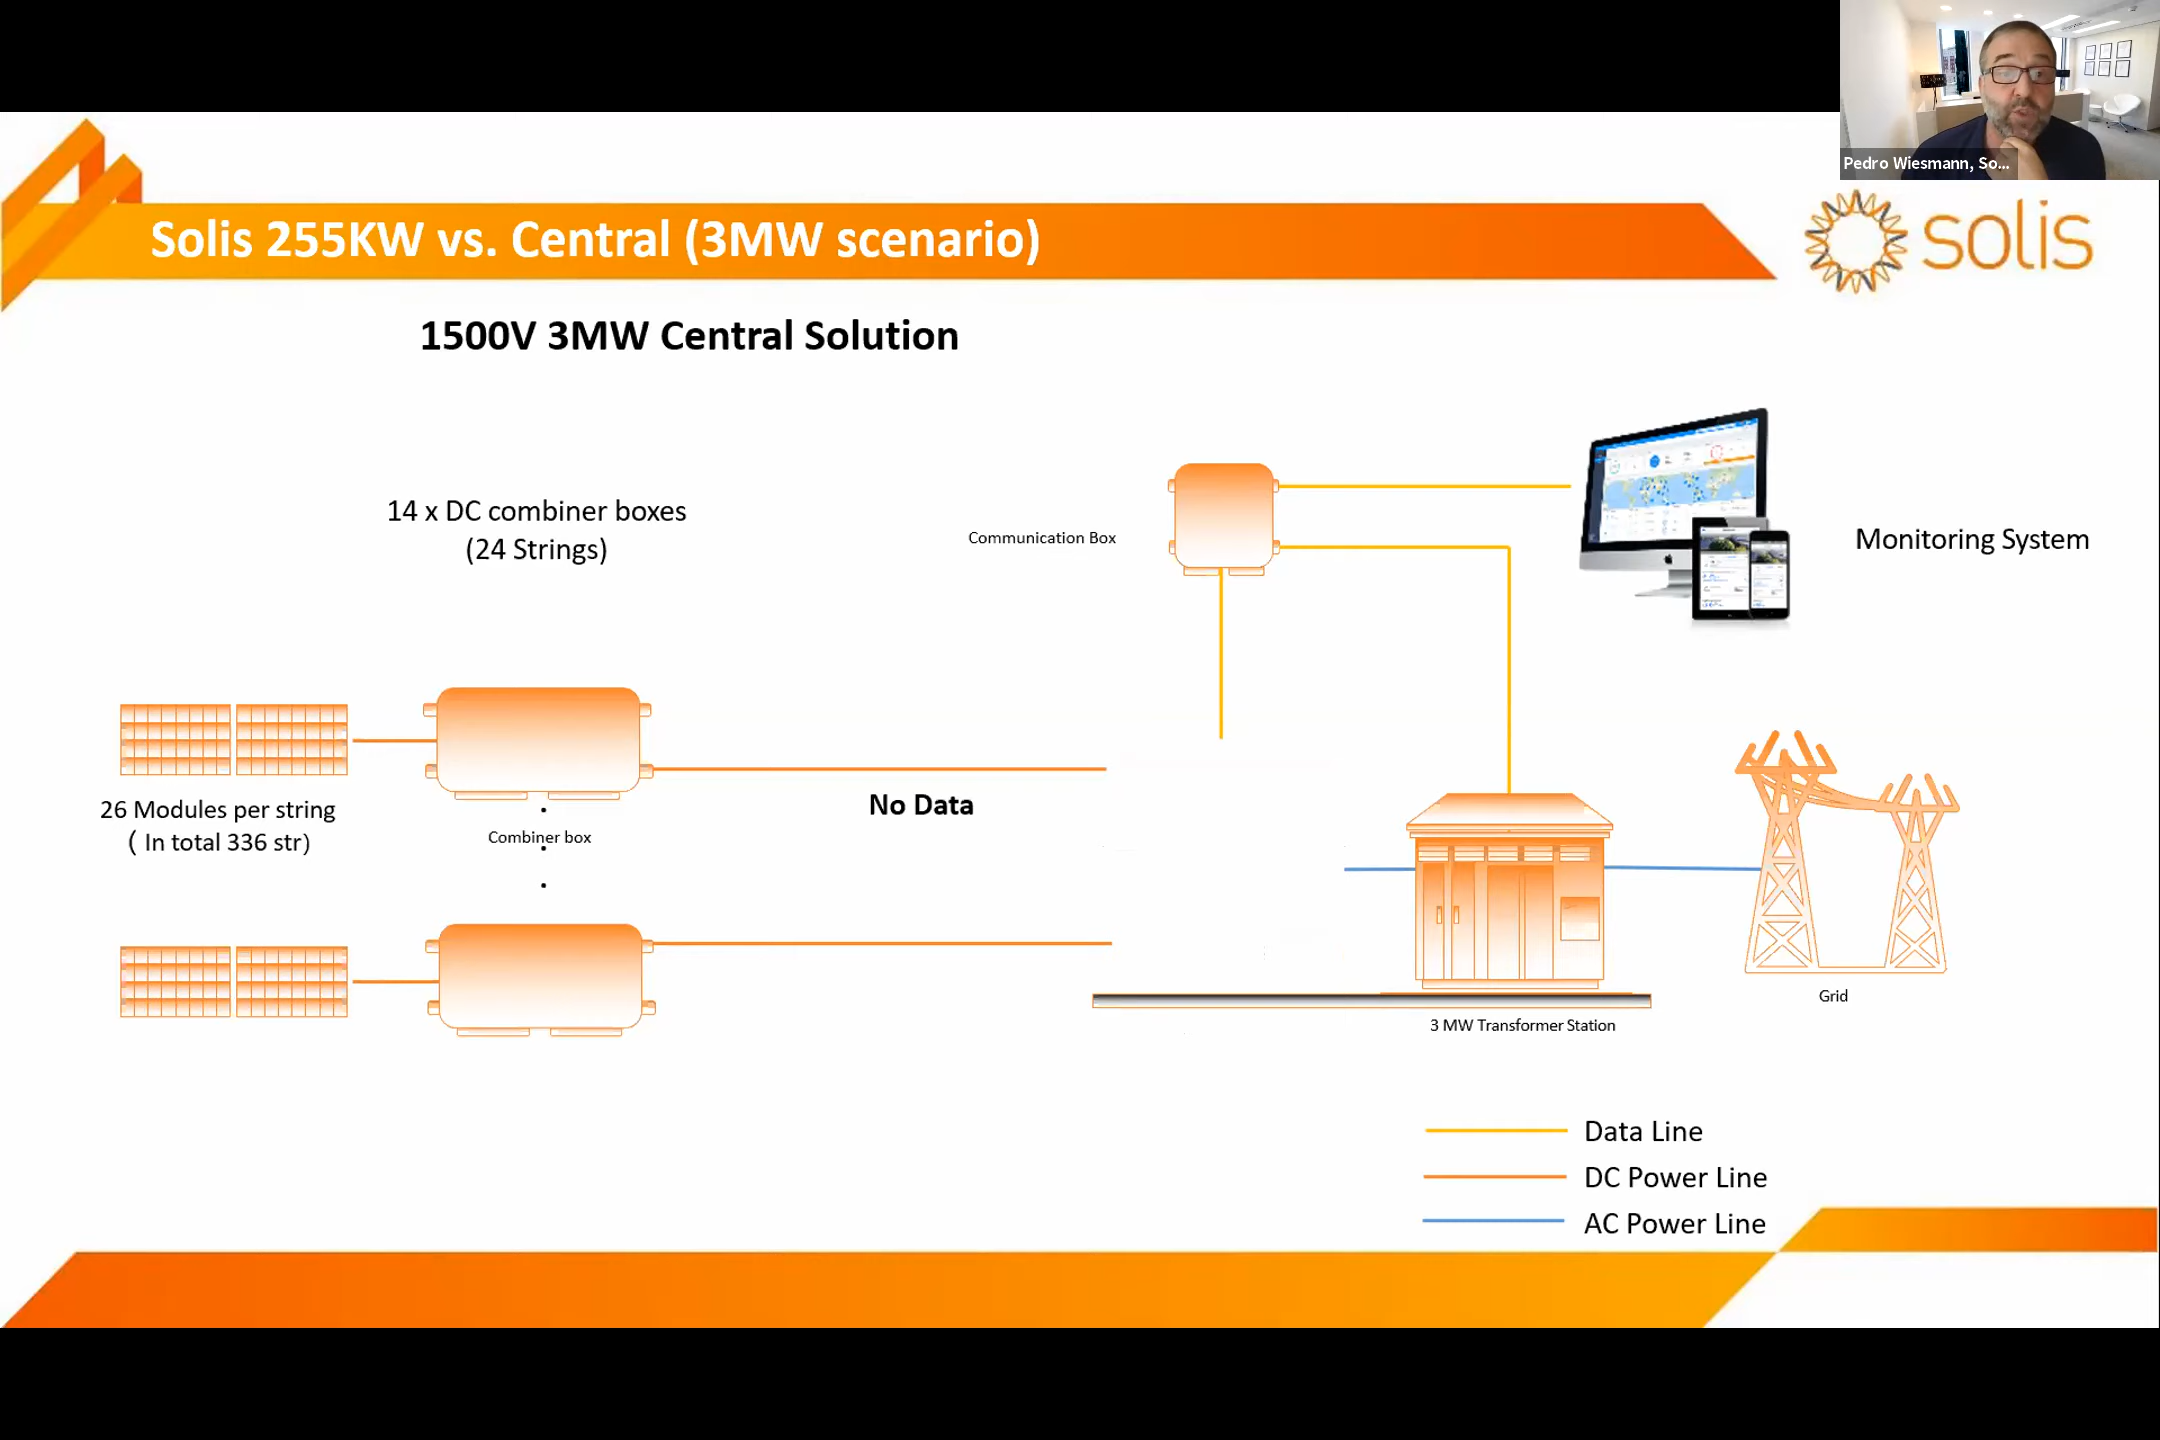 Pedro Wiesmann, So...
solis
Solis 255KW vs. Central (3MW scenario)
1500V 3MW Central Solution
14 x DC combiner boxes
(24 Strings)
Communication Box
Monitoring System
26 Modules per string
( In total 336 str)
Combiner box
No Data
Grid
3 MW Transformer Station
Data Line
DC Power Line
AC Power Line